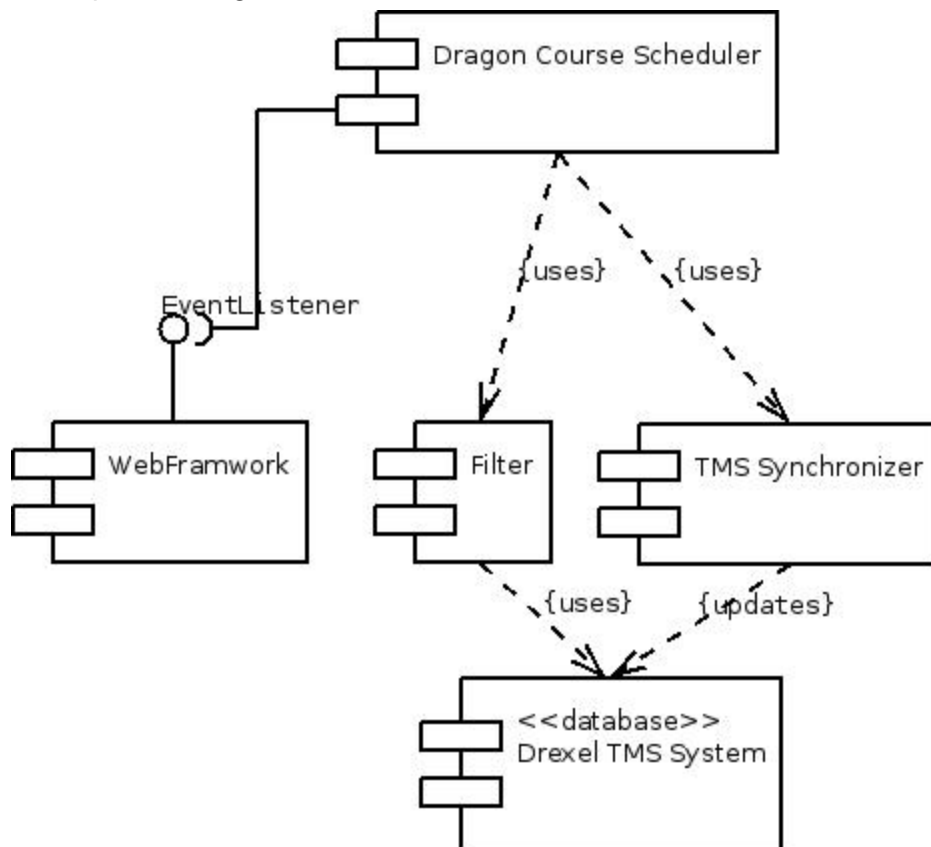 Dragon Course Scheduler
{uses}
{uses}
EventListener
WebFramwork
Filter
TMS Synchronizer
{uses}
{updates}
<<database>>
Drexel TMS System